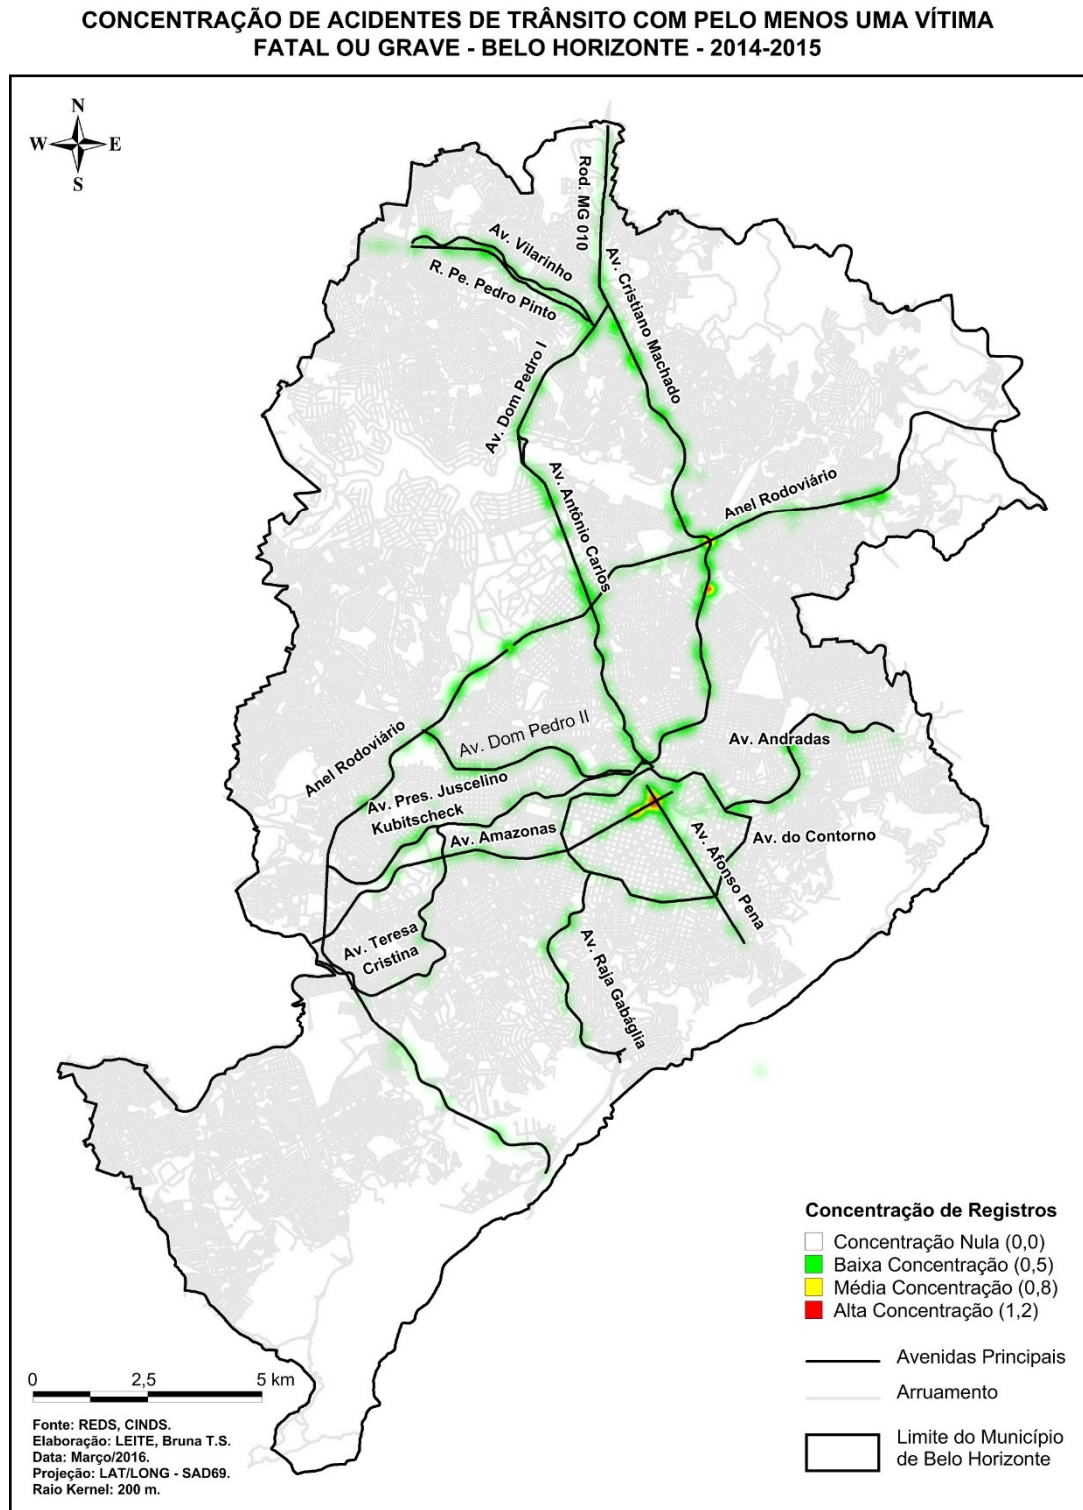 CONCENTRAÇÃO DE ACIDENTES DE TRÂNSITO COM PELO MENOS UMA VÍTIMA
FATAL OU GRAVE - BELO HORIZONTE - 2014-2015
N
W E
S
Rod. MG 010
Av. Vilarinho
R. Pe. Pedro Pinto
Av. Cristiano Machado
Av. Dom Pedro I
Av. Antônio Carlos
Anel Rodoviário
Av. Dom Pedro II
Anel Rodoviário
Av. Andradas
Av. Pres. Juscelino
Kubitscheck
Av. Amazonas
Av. do Contorno
Av. Afonso Pena
Av. Teresa
Cristina
Av. Raja Gabáglia
Concentração de Registros
Concentração Nula (0,0)
Baixa Concentração (0,5)
Média Concentração (0,8)
Alta Concentração (1,2)
Avenidas Principais
Arruamento
Limite do Município
de Belo Horizonte
0 2,5 5 km
Fonte: REDS, CINDS.
Elaboração: LEITE, Bruna T.S.
Data: Março/2016.
Projeção: LAT/LONG - SAD69.
Raio Kernel: 200 m.